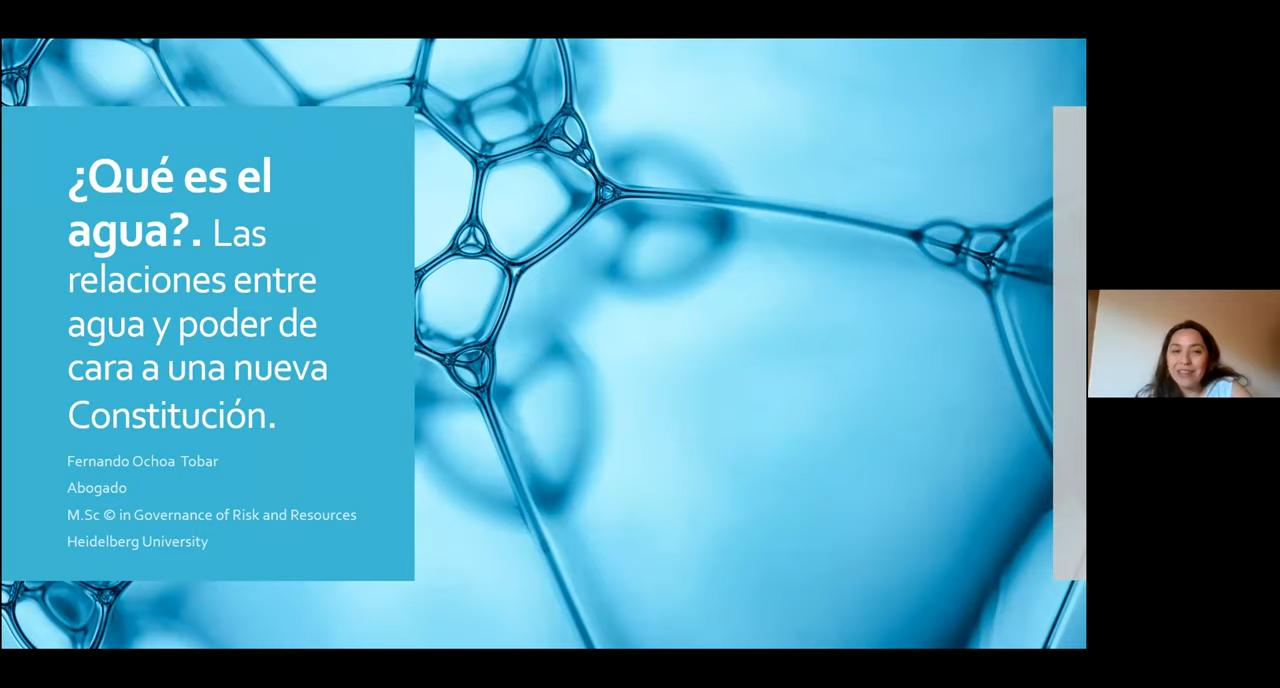 ¿Qué es el
agua?. Las
relaciones entre
agua y poder de
cara a una nueva
Constitución.
Fernando Ochoa Tobar
Abogado
M.Sc © in Governance of Risk and Resources
Heidelberg University